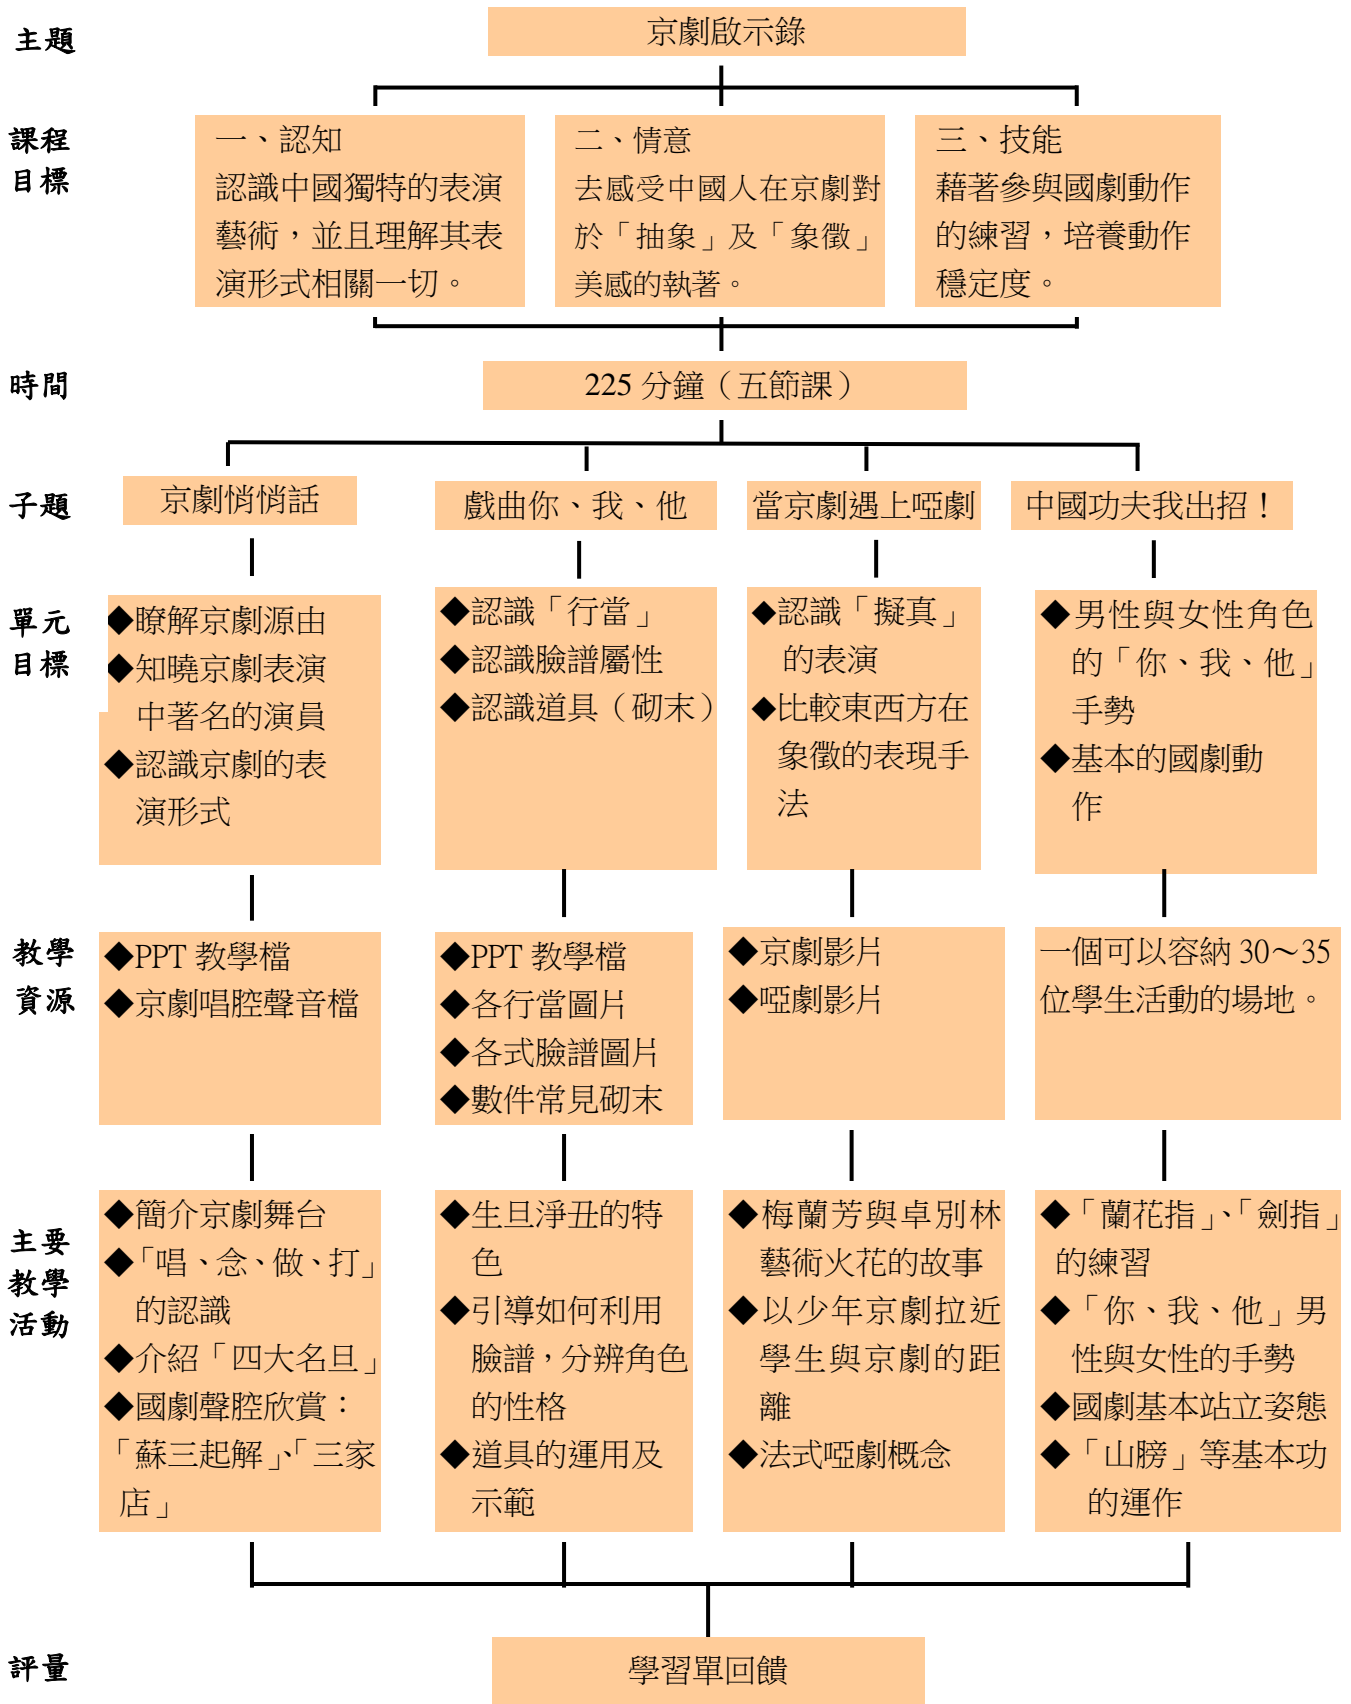 主題
京劇啟示錄
課程
目標
一、認知
認識中國獨特的表演
藝術，並且理解其表
演形式相關一切。
二、情意
去感受中國人在京劇對
於「抽象」及「象徵」
美感的執著。
三、技能
藉著參與國劇動作
的練習，培養動作
穩定度。
時間
225 分鐘（五節課）
子題
京劇悄悄話
戲曲你、我、他
當京劇遇上啞劇
中國功夫我出招！
單元
目標
◆瞭解京劇源由
◆知曉京劇表演
中著名的演員
◆認識京劇的表
演形式
◆認識「行當」
◆認識臉譜屬性
◆認識道具（砌末）
◆認識「擬真」
的表演
◆比較東西方在
象徵的表現手
法
◆男性與女性角色
的「你、我、他」
手勢
◆基本的國劇動
作
教學
資源
◆PPT 教學檔
◆京劇唱腔聲音檔
◆PPT 教學檔
◆各行當圖片
◆各式臉譜圖片
◆數件常見砌末
◆京劇影片
◆啞劇影片
一個可以容納 30～35
位學生活動的場地。
主要
教學
活動
◆簡介京劇舞台
◆「唱、念、做、打」
的認識
◆介紹「四大名旦」
◆國劇聲腔欣賞：
「蘇三起解」、「三家
店」
◆生旦淨丑的特
色
◆引導如何利用
臉譜，分辨角色
的性格
◆道具的運用及
示範
◆梅蘭芳與卓別林
藝術火花的故事
◆以少年京劇拉近
學生與京劇的距
離
◆法式啞劇概念
◆「蘭花指」、「劍指」
的練習
◆「你、我、他」男
性與女性的手勢
◆國劇基本站立姿態
◆「山膀」等基本功
的運作
評量
學習單回饋